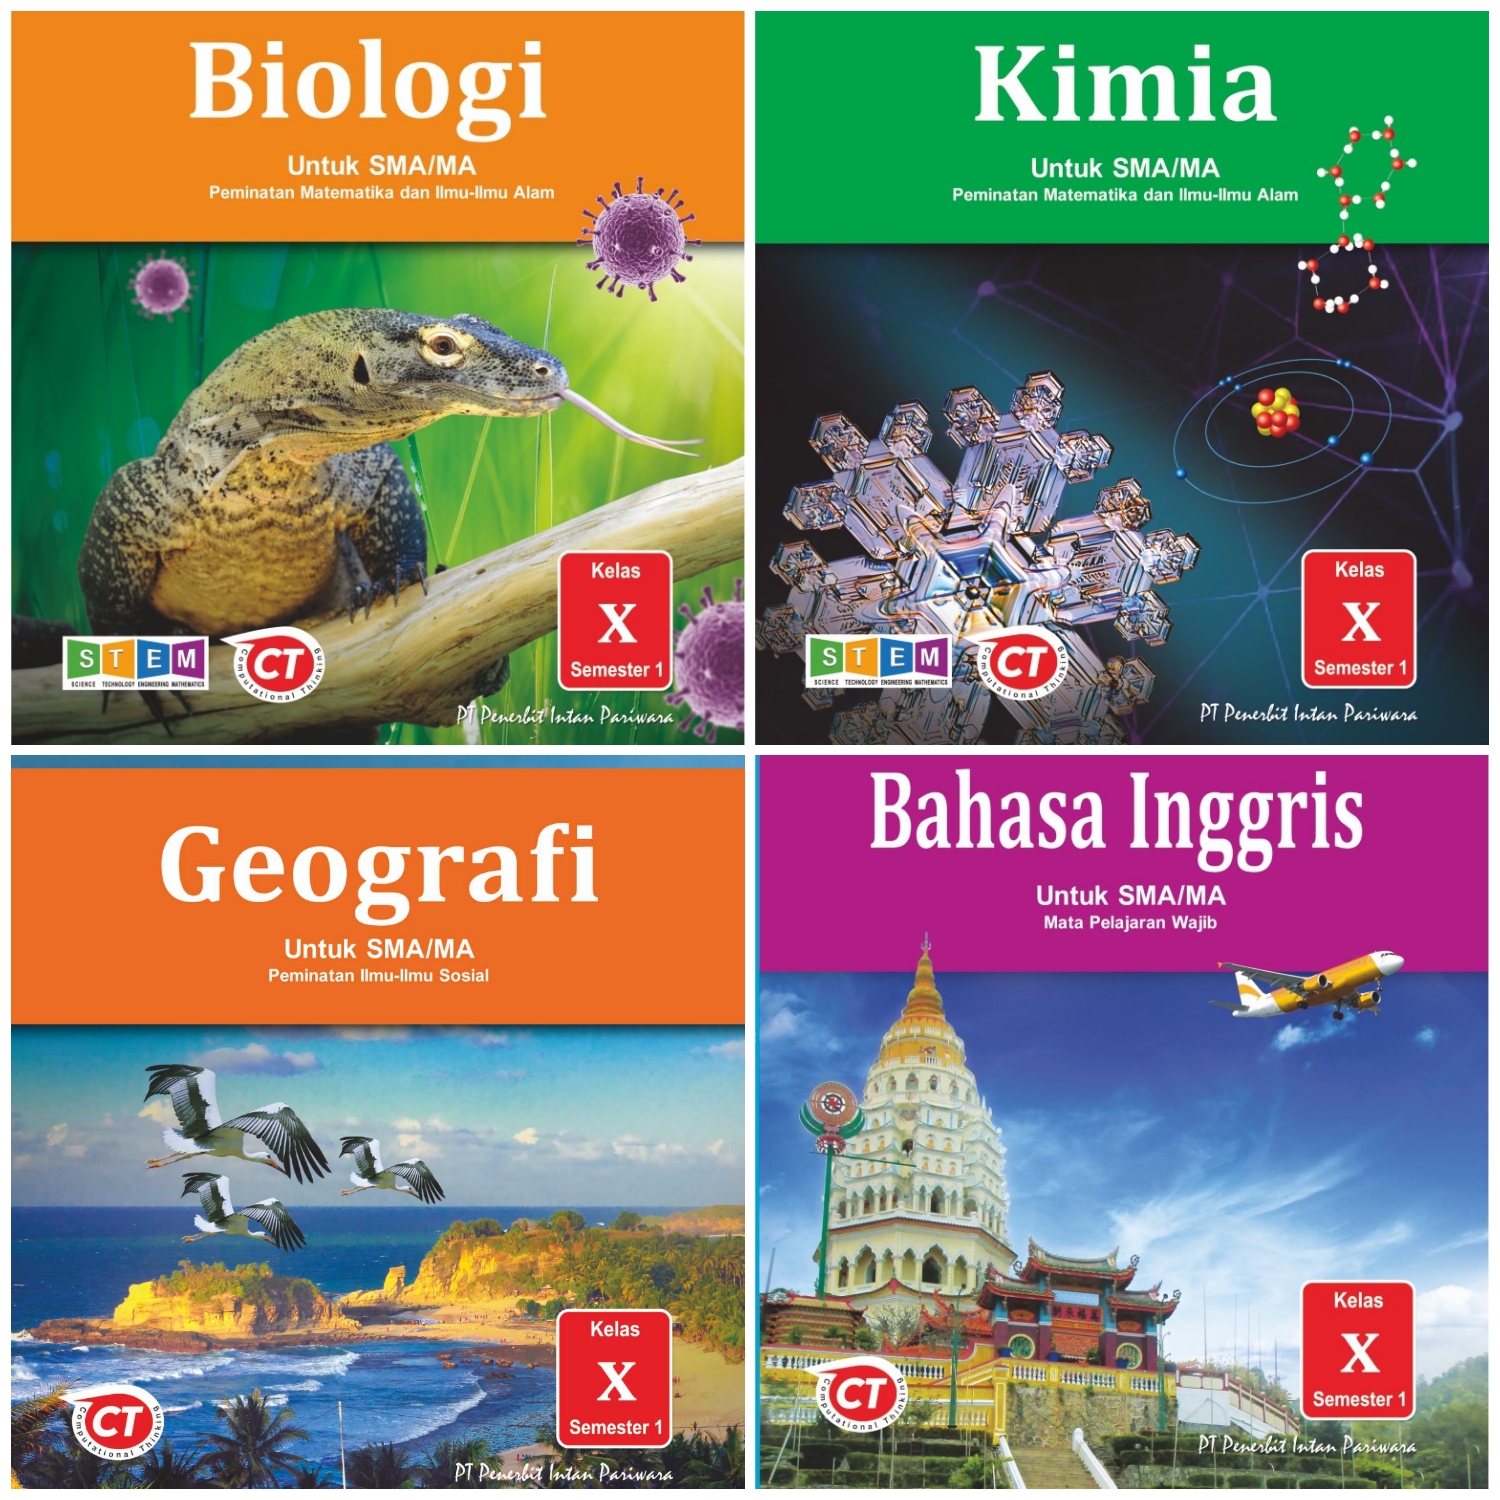 Biologi
Untuk SMA/MA
Peminatan Matematika dan Ilmu-Ilmu Alam
Kelas
X
Semester 1
STEM
SCIENCE TECHNOLOGY ENGINEERING MATHEMATICS
CT
Computational Thinking
PT Penerbit Intan Pariwara
Kimia
Untuk SMA/MA
Peminatan Matematika dan Ilmu-Ilmu Alam
Kelas
X
Semester 1
STEM
SCIENCE TECHNOLOGY ENGINEERING MATHEMATICS
CT
Computational Thinking
PT Penerbit Intan Pariwara
Geografi
Untuk SMA/MA
Peminatan Ilmu-Ilmu Sosial
Kelas
X
Semester 1
CT
Computational Thinking
PT Penerbit Intan Pariwara
Bahasa Inggris
Untuk SMA/MA
Mata Pelajaran Wajib
Kelas
X
Semester 1
CT
Computational Thinking
PT Penerbit Intan Pariwara